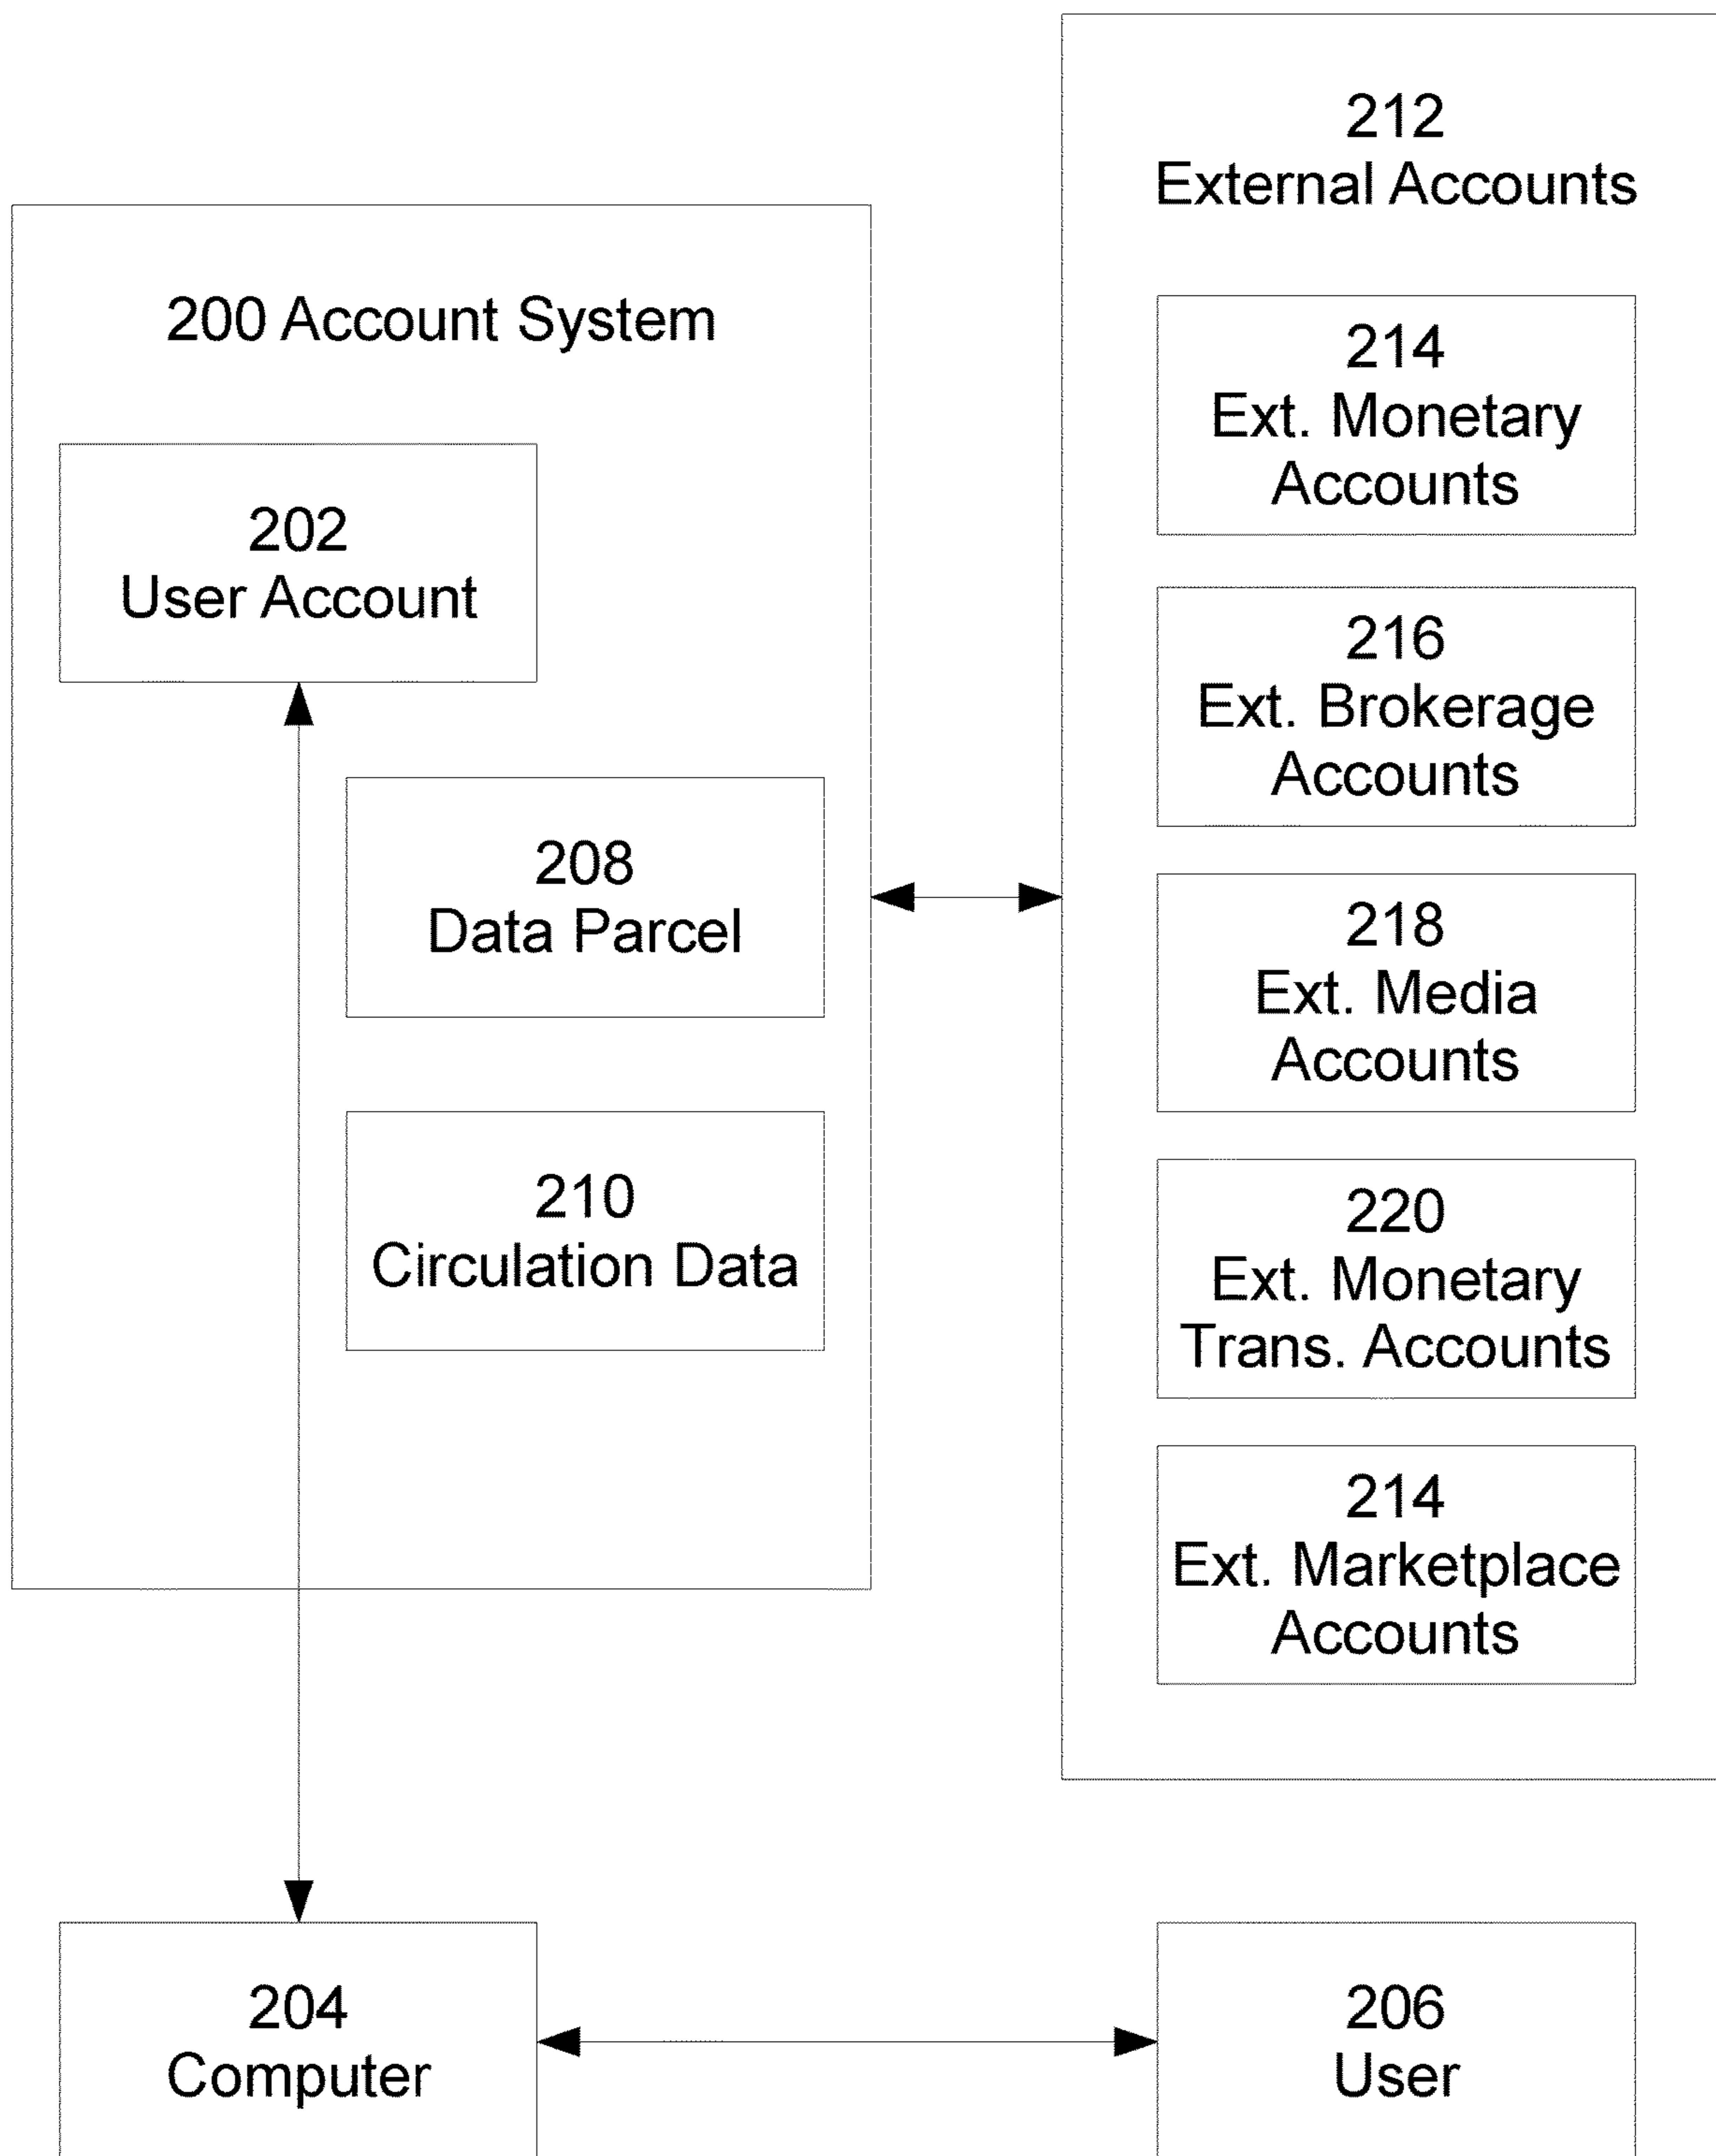 200 Account System
202
User Account
208
Data Parcel
210
Circulation Data
212
External Accounts
214
Ext. Monetary
Accounts
216
Ext. Brokerage
Accounts
218
Ext. Media
Accounts
220
Ext. Monetary
Trans. Accounts
214
Ext. Marketplace
Accounts
204
Computer
206
User